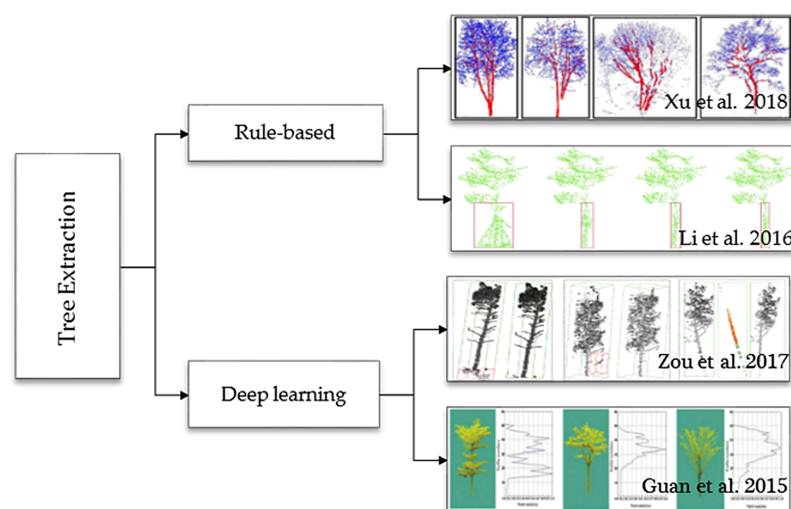 Tree Extraction
Rule-based
Deep learning
Xu et al. 2018
Li et al. 2016
Zou et al. 2017
Guan et al. 2015